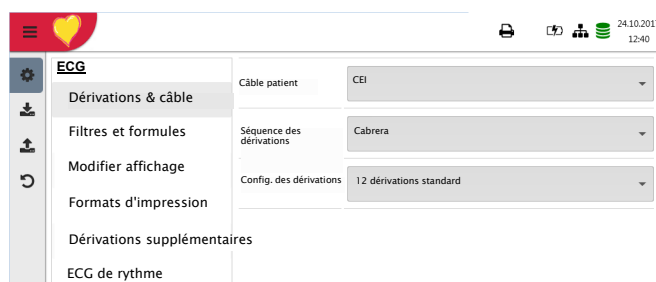 24.10.201
12:40
ECG
Dérivations & câble
Filtres et formules
Modifier affichage
Formats d'impression
Dérivations supplémentaires
ECG de rythme
Câble patient
CEI
Séquence des
dérivations
Cabrera
Config. des dérivations
12 dérivations standard